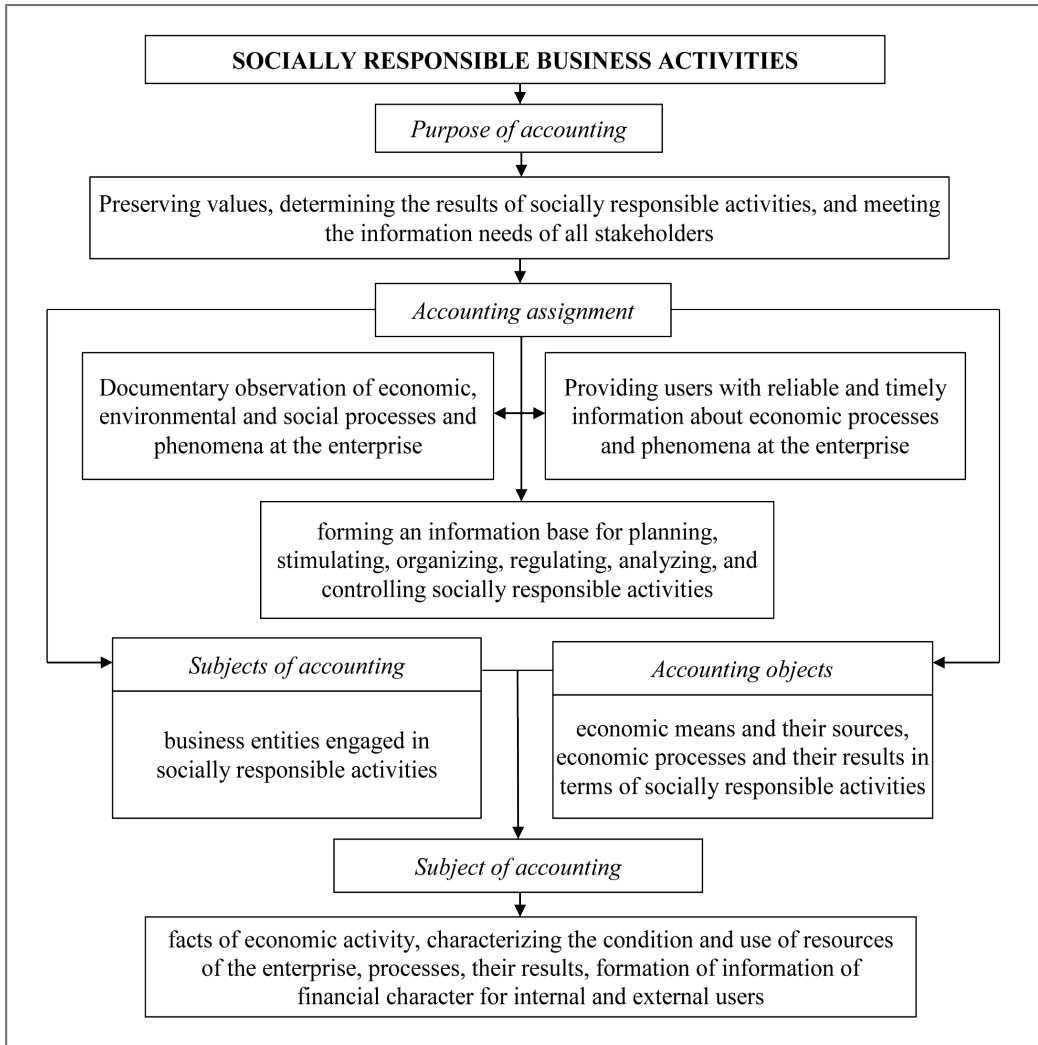 SOCIALLY RESPONSIBLE BUSINESS ACTIVITIES
Purpose of accounting
Preserving values, determining the results of socially responsible activities, and meeting
the information needs of all stakeholders
Accounting assignment
Documentary observation of economic,
environmental and social processes and
phenomena at the enterprise
Providing users with reliable and timely
information about economic processes
and phenomena at the enterprise
forming an information base for planning,
stimulating, organizing, regulating, analyzing, and
controlling socially responsible activities
Subjects of accounting
business entities engaged in
socially responsible activities
Accounting objects
economic means and their sources,
economic processes and their results in
terms of socially responsible activities
Subject of accounting
facts of economic activity, characterizing the condition and use of resources
of the enterprise, processes, their results, formation of information of
financial character for internal and external users